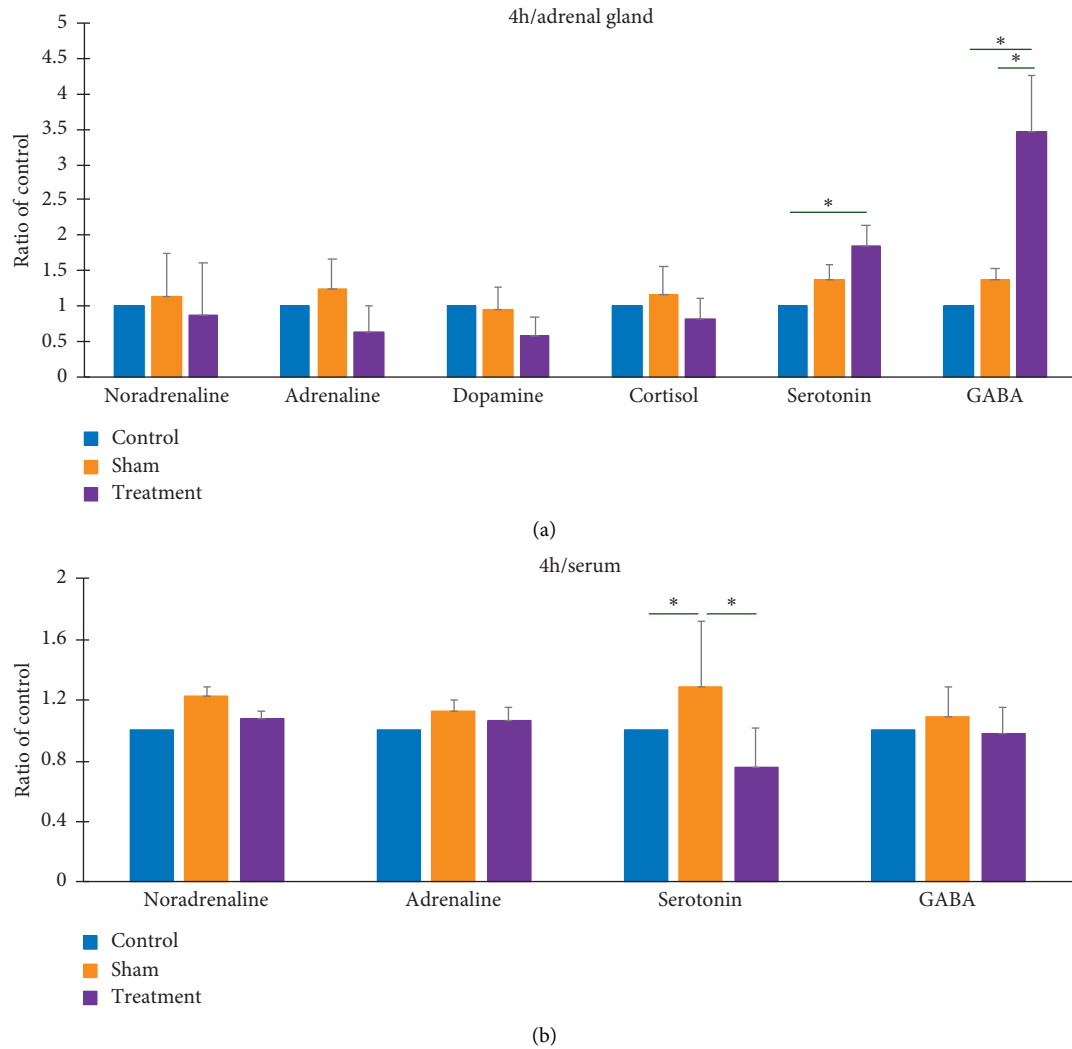 4h/adrenal gland
Ratio of control
5
4.5
4
3.5
3
2.5
2
1.5
1
0.5
0
* 
*
*
Noradrenaline Adrenaline Dopamine Cortisol Serotonin GABA
Control
Sham
Treatment
(a)
4h/serum
Ratio of control
2
1.6
1.2
0.8
0.4
0
* *
Noradrenaline Adrenaline Serotonin GABA
Control
Sham
Treatment
(b)